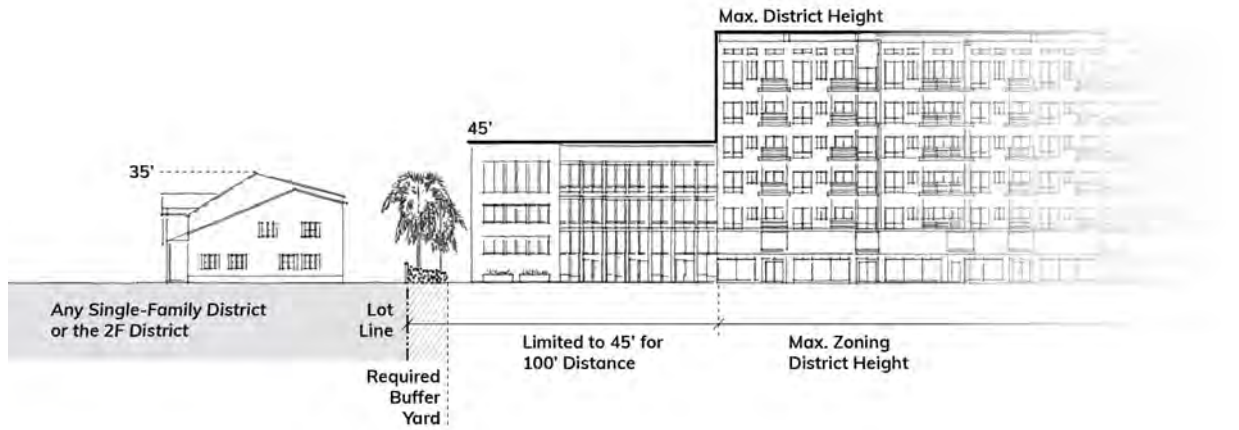 Max. District Height
45'
35'
Any Single-Family District
or the 2F District
Lot
Line
Limited to 45' for
100' Distance
Max. Zoning
District Height
Required
Buffer
Yard